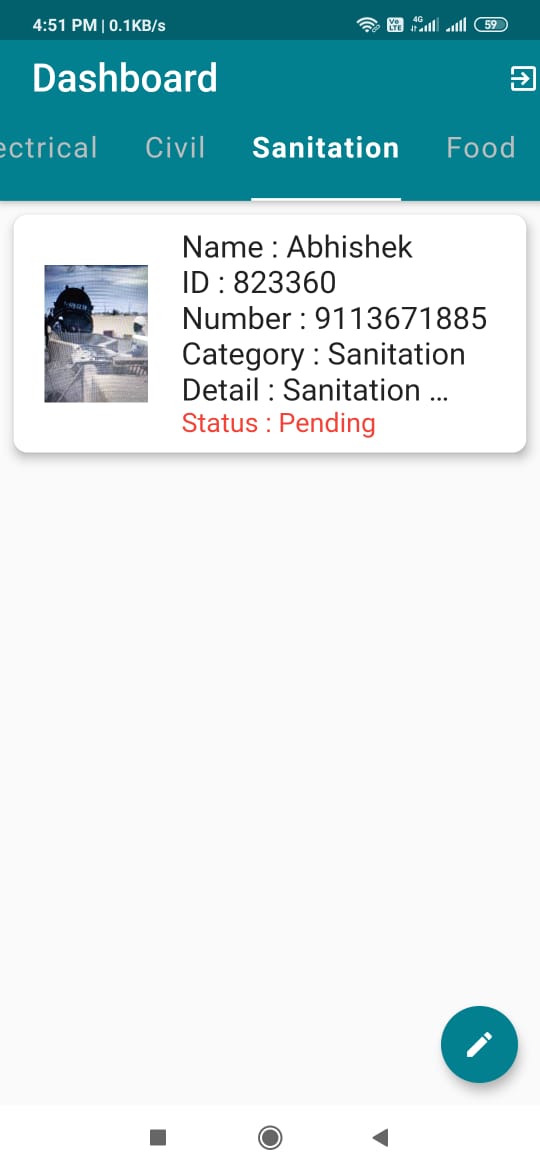 4:51 PM | 0.1KB/s
Vo LTE 4G 59
Dashboard
ectrical Civil Sanitation Food
Name : Abhishek
ID : 823360
Number : 9113671885
Category : Sanitation
Detail : Sanitation ...
Status : Pending